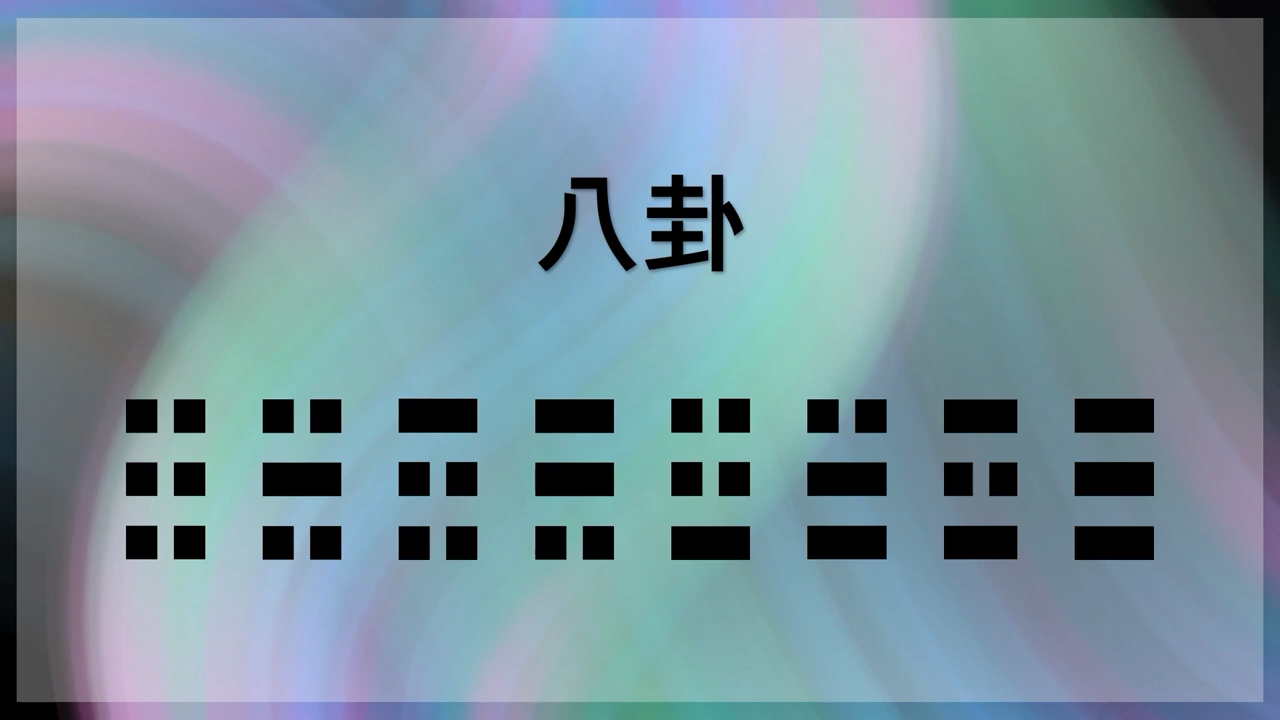 八卦
☷ ☵ ☶ ☴ ☳ ☱ ☲ ☰